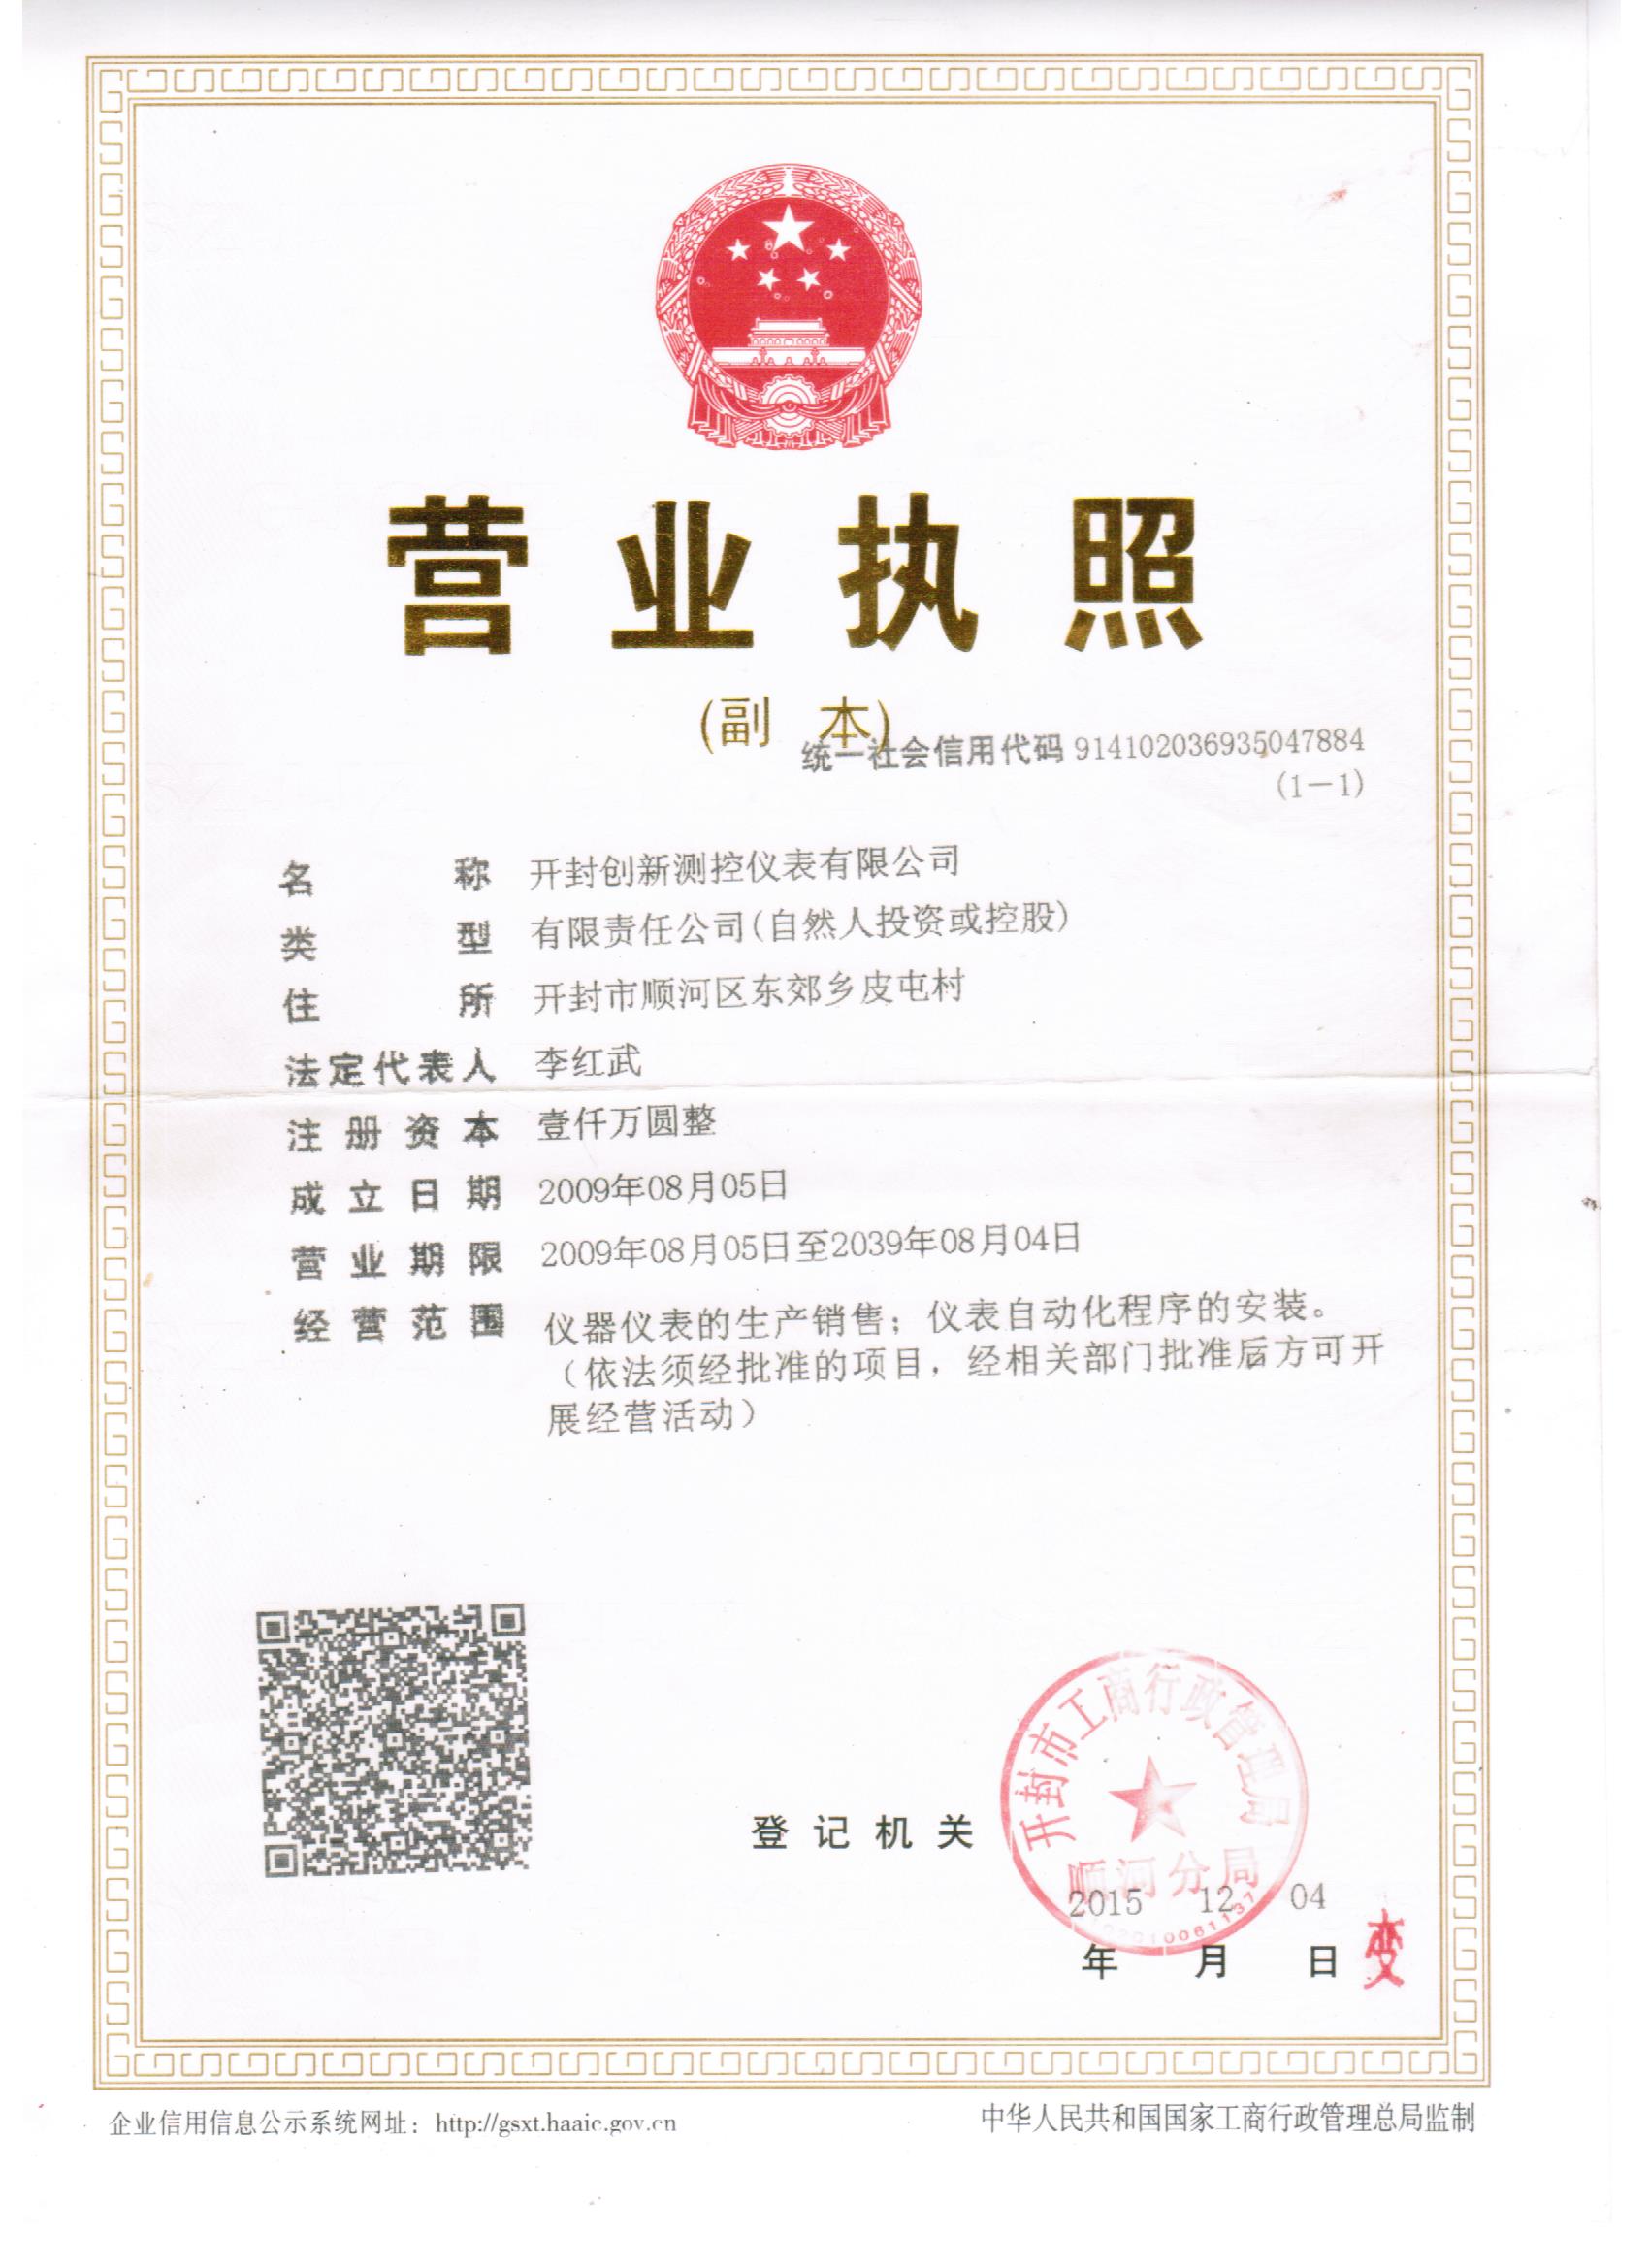 营业执照
(副 本)
统一社会信用代码 914102036935047884
(1-1)
名称 开封创新测控仪表有限公司
类型 有限责任公司(自然人投资或控股)
住所 开封市顺河区东郊乡皮屯村
法定代表人 李红武
注册资本 壹仟万圆整
成立日期 2009年08月05日
营业期限 2009年08月05日至2039年08月04日
经营范围 仪器仪表的生产销售；仪表自动化程序的安装。
（依法须经批准的项目，经相关部门批准后方可开
展经营活动）
开封市工商行政管理局
登记机关
顺河分局
2015 12 04
年 月 日
变
企业信用信息公示系统网址：http://gsxt.haaic.gov.cn
中华人民共和国国家工商行政管理总局监制